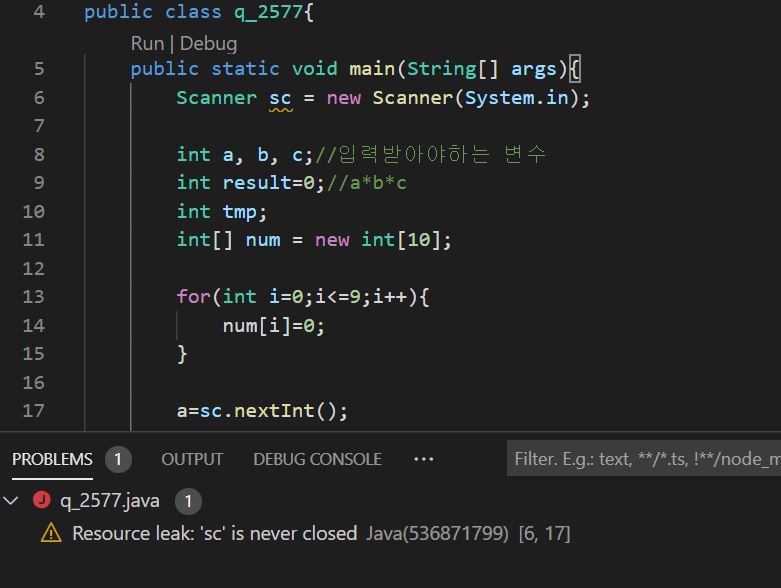 4 public class q_2577{
Run | Debug
5 public static void main(String[] args){
6 Scanner sc = new Scanner(System.in);
7
8 int a, b, c;//입력받아야하는 변수
9 int result=0;//a*b*c
10 int tmp;
11 int[] num = new int[10];
12
13 for(int i=0;i<=9;i++){
14 num[i]=0;
15 }
16
17 a=sc.nextInt();
PROBLEMS 1 OUTPUT DEBUG CONSOLE ... Filter. E.g.: text, **/*.ts, !**/node_m
J q_2577.java 1
Resource leak: 'sc' is never closed Java(536871799) [6, 17]